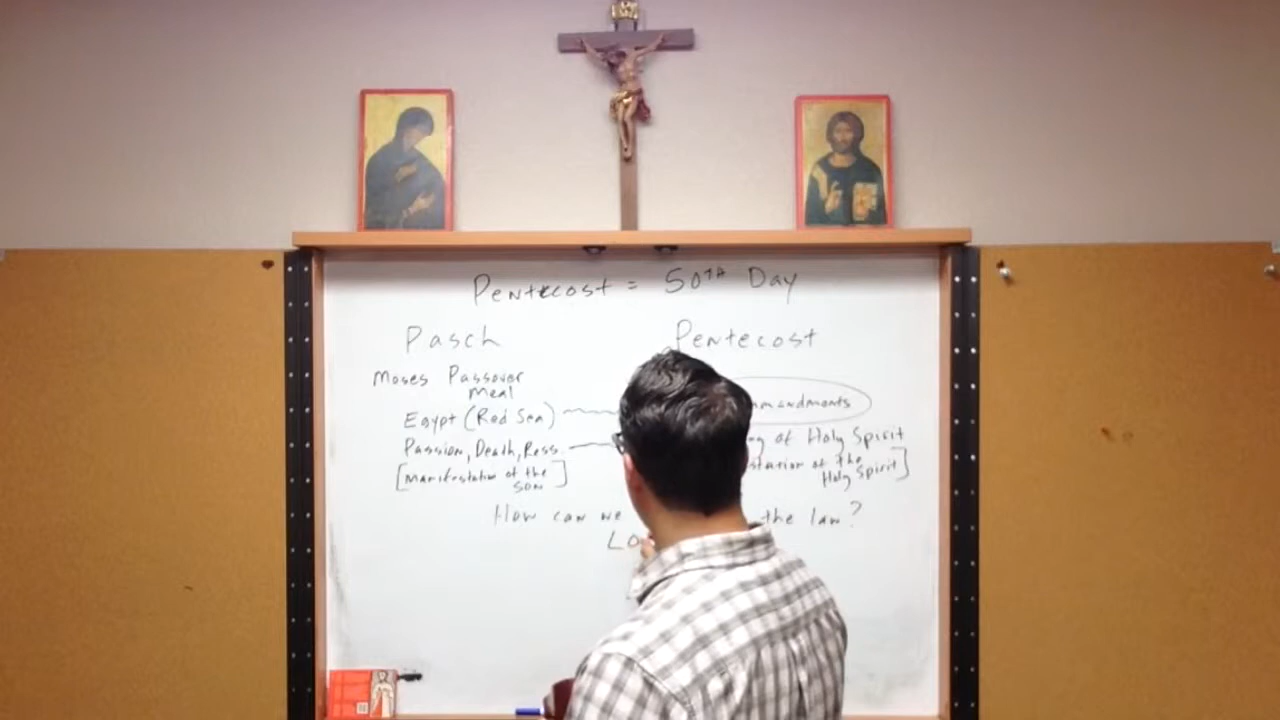 Pentecost = 50TH Day
Pasch
Pentecost
Moses Passover
meal
Egypt (Red Sea)
Passion, Death, Ress.
[Manifestation of the
Son]
mmandments
of Holy Spirit
station of the
Holy Spirit]
How can we the law?
Lo